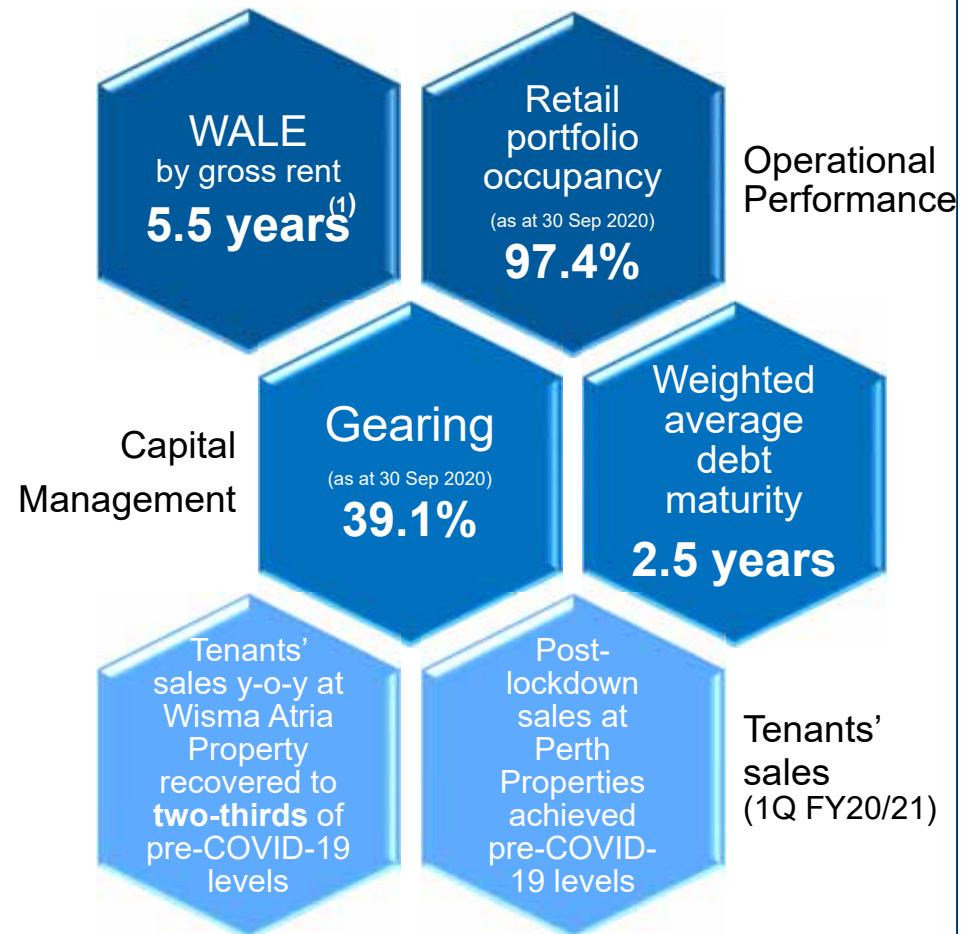 WALE
by gross rent
5.5 years(1)
Retail
portfolio
occupancy
(as at 30 Sep 2020)
97.4%
Operational
Performance
Capital
Management
Gearing
(as at 30 Sep 2020)
39.1%
Weighted
average
debt
maturity
2.5 years
Tenants’
sales y-o-y at
Wisma Atria
Property
recovered to
two-thirds of
pre-COVID-19
levels
Post-
lockdown
sales at
Perth
Properties
achieved
pre-COVID-
19 levels
Tenants’
sales
(1Q FY20/21)